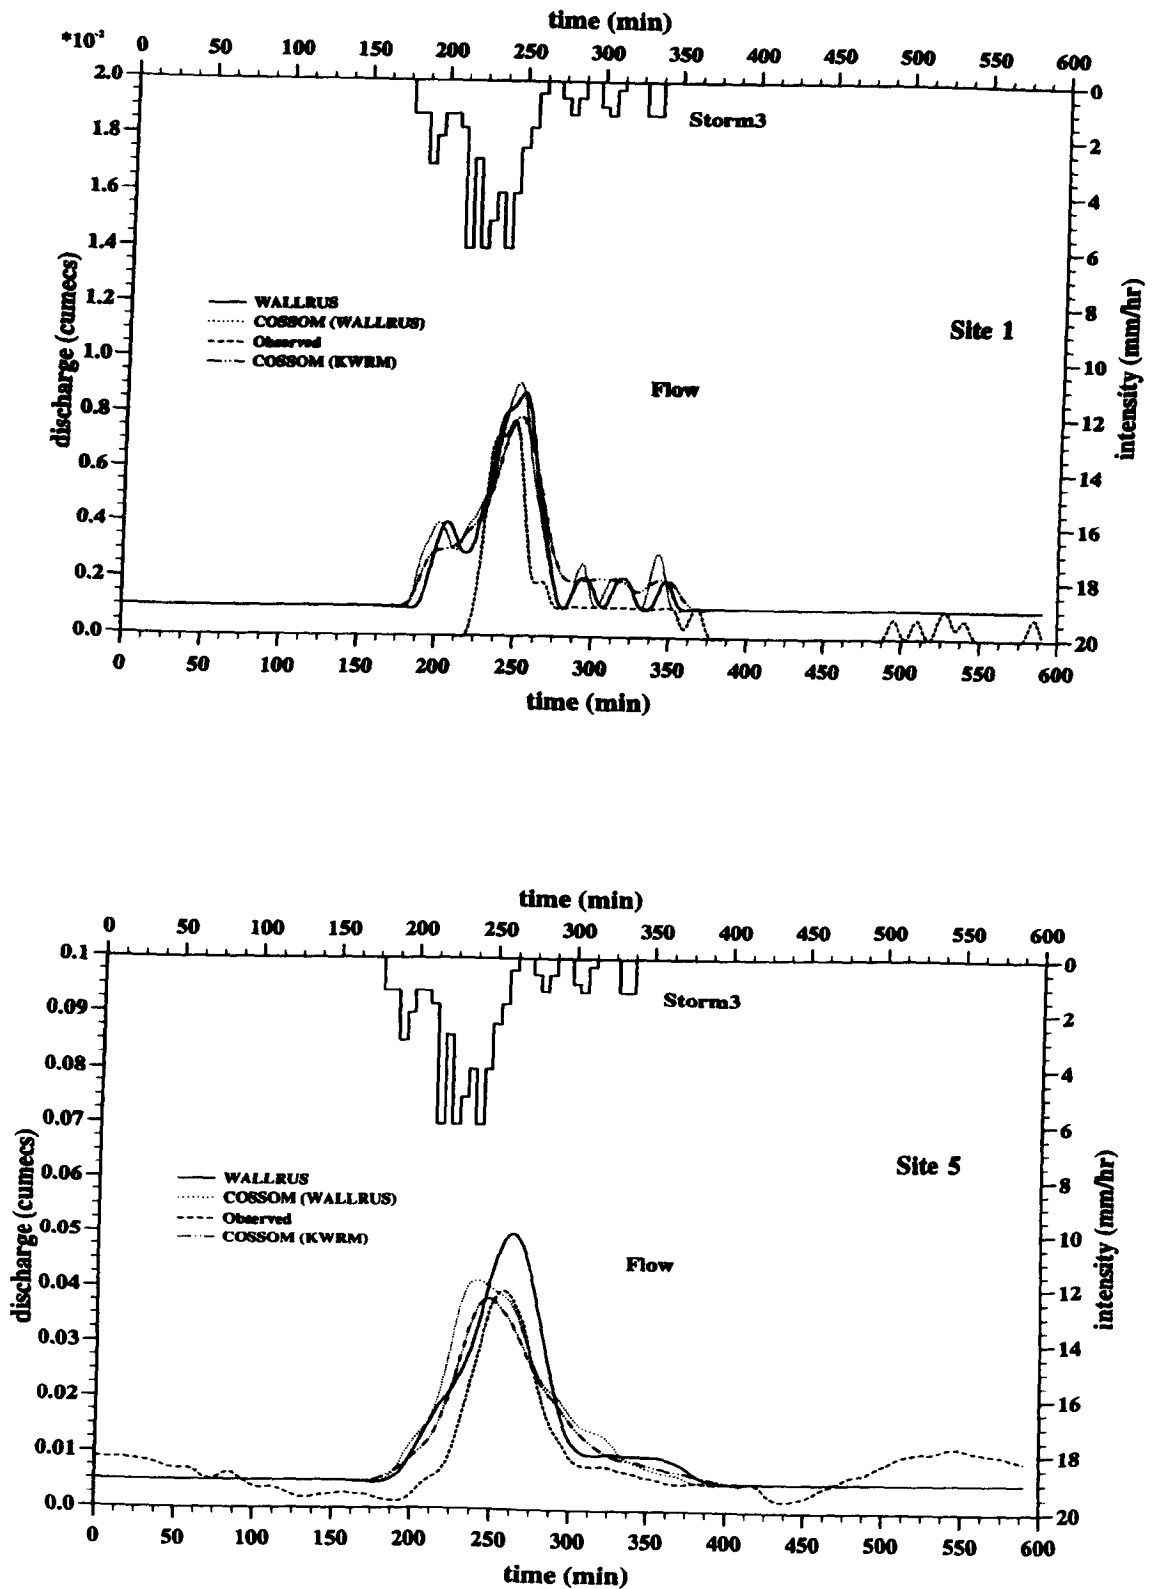 time (min)
*10⁻² 0 50 100 150 200 250 300 350 400 450 500 550 600
2.0 0
Storm3
1.8 2
1.6 4
1.4 6
1.2 8
WALLRUS
COSSOM (WALLRUS)
Observed
COSSOM (KWRM)
Site 1
discharge (cumecs)
intensity (mm/hr)
1.0 10
Flow
0.8 12
0.6 14
0.4 16
0.2 18
0.0 20
0 50 100 150 200 250 300 350 400 450 500 550 600
time (min)
time (min)
0 50 100 150 200 250 300 350 400 450 500 550 600
0.1 0
Storm3
0.09 2
0.08 4
0.07 6
0.06 8
Site 5
WALLRUS
COSSOM (WALLRUS)
Observed
COSSOM (KWRM)
discharge (cumecs)
intensity (mm/hr)
0.05 10
Flow
0.04 12
0.03 14
0.02 16
0.01 18
0.0 20
0 50 100 150 200 250 300 350 400 450 500 550 600
time (min)